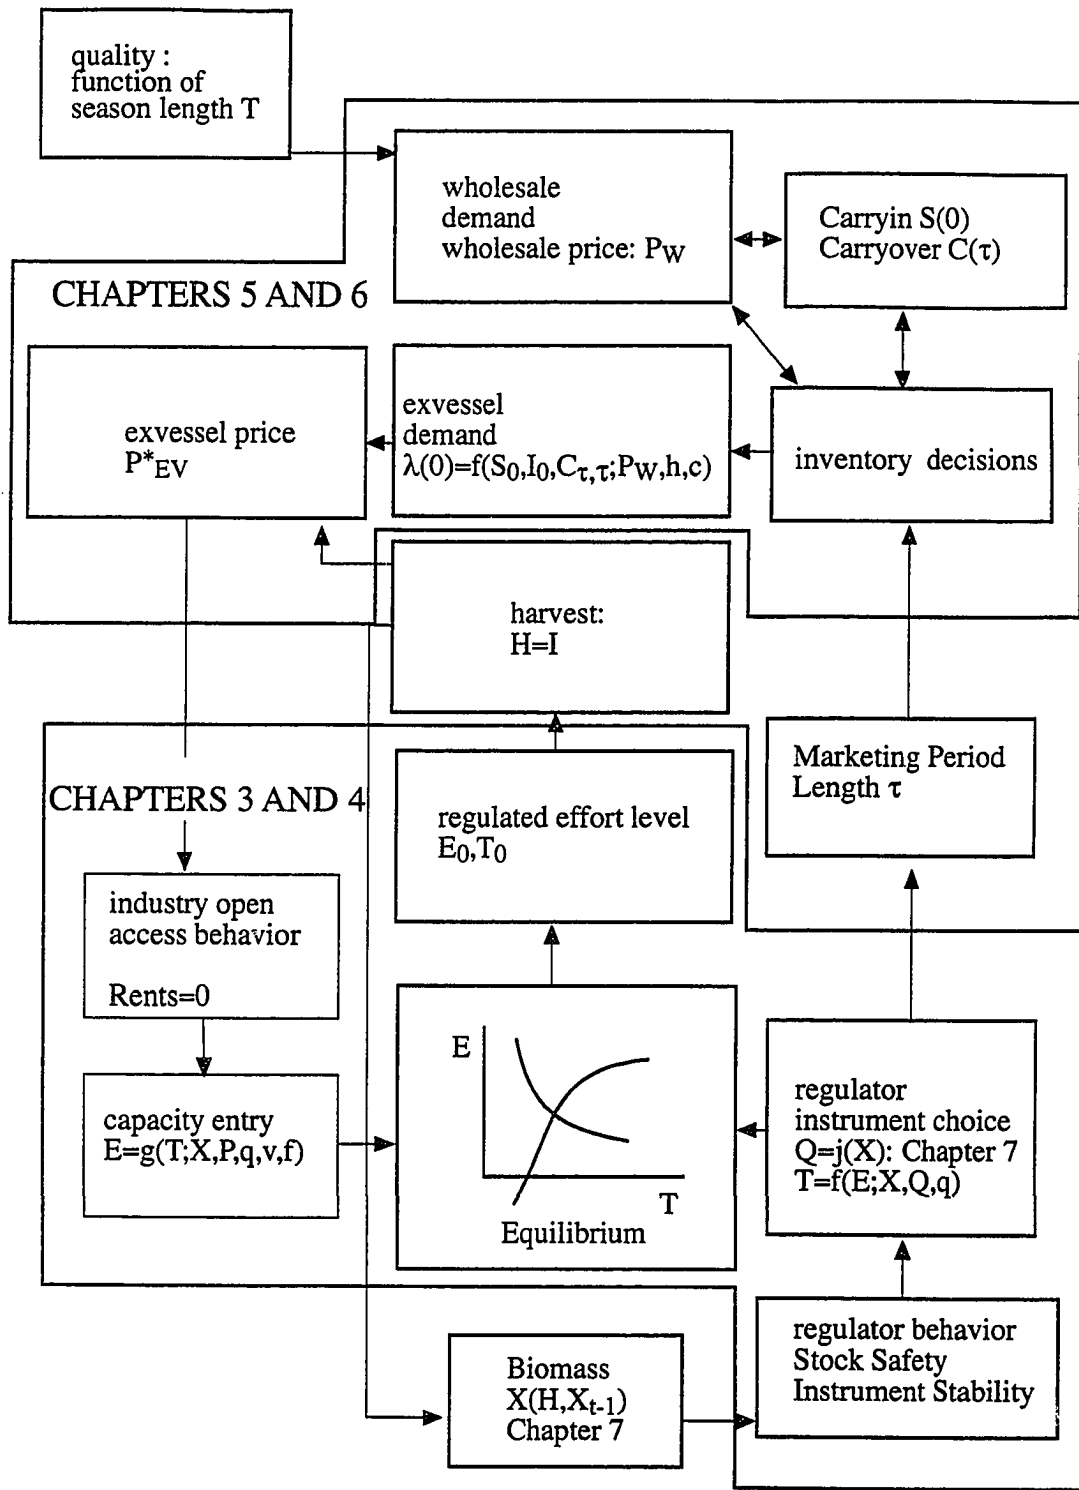 quality :
function of
season length T
wholesale
demand
wholesale price: PW
Carryin S(0)
Carryover C(τ)
CHAPTERS 5 AND 6
exvessel price
P*EV
exvessel
demand
λ(0)=f(S0,I0,Cτ,τ;PW,h,c)
inventory decisions
harvest:
H=I
Marketing Period
Length τ
CHAPTERS 3 AND 4
regulated effort level
E0,T0
industry open
access behavior
Rents=0
capacity entry
E=g(T;X,P,q,v,f)
E
T
Equilibrium
regulator
instrument choice
Q=j(X): Chapter 7
T=f(E;X,Q,q)
Biomass
X(H,Xt-1)
Chapter 7
regulator behavior
Stock Safety
Instrument Stability